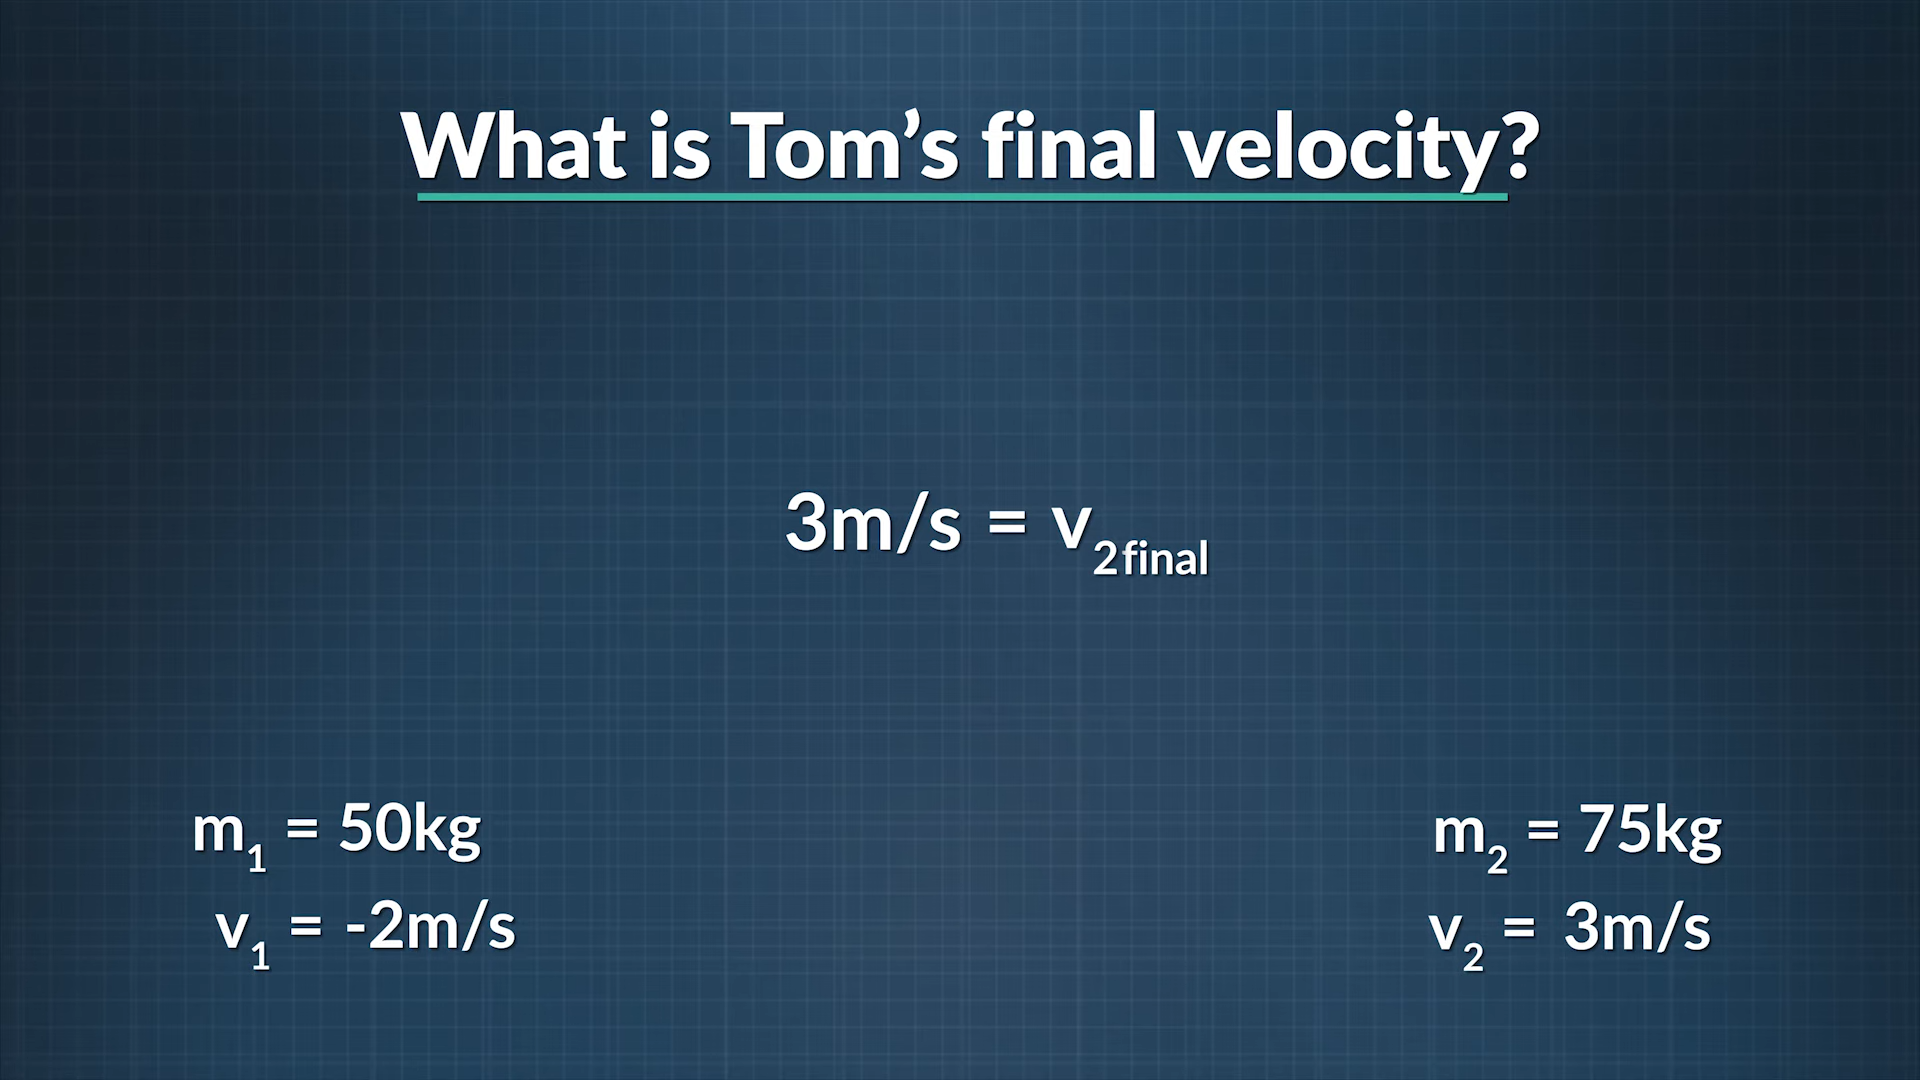 What is Tom’s final velocity?
3m/s = v2final
m1 = 50kg
v1 = -2m/s
m2 = 75kg
v2 = 3m/s